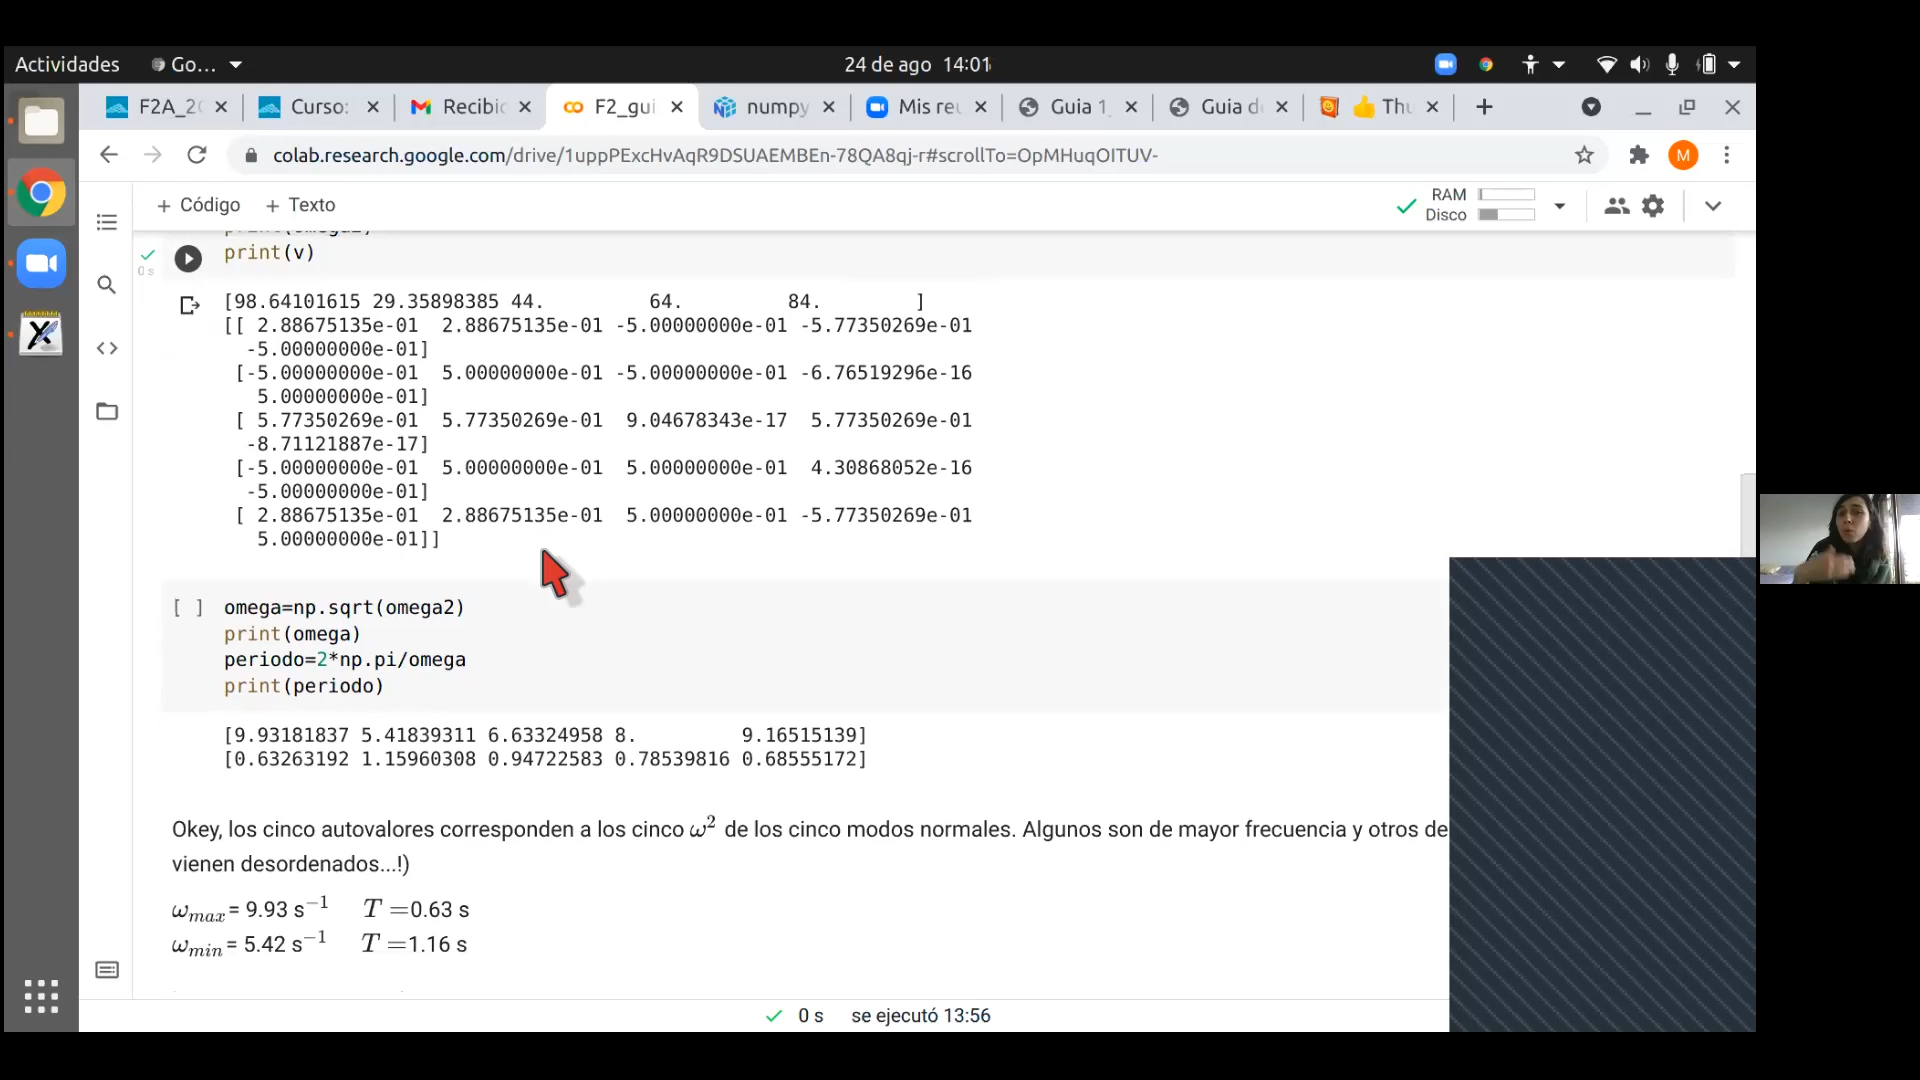 Actividades Go... 24 de ago 14:01
F2A_20 Curso: Recibic F2_gui numpy Mis reu Guia 1_ Guia de Thu
colab.research.google.com/drive/1uppPExcHvAqR9DSUAEMBEn-78QA8qj-r#scrollTo=OpMHuqOITUV-
M
+ Código + Texto
RAM
Disco
print(omega2)
print(v)
0 s
[98.64101615 29.35898385 44. 64. 84. ]
[[ 2.88675135e-01 2.88675135e-01 -5.00000000e-01 -5.77350269e-01
-5.00000000e-01]
[-5.00000000e-01 5.00000000e-01 -5.00000000e-01 -6.76519296e-16
5.00000000e-01]
[ 5.77350269e-01 5.77350269e-01 9.04678343e-17 5.77350269e-01
-8.71121887e-17]
[-5.00000000e-01 5.00000000e-01 5.00000000e-01 4.30868052e-16
-5.00000000e-01]
[ 2.88675135e-01 2.88675135e-01 5.00000000e-01 -5.77350269e-01
5.00000000e-01]]
[ ] omega=np.sqrt(omega2)
print(omega)
periodo=2*np.pi/omega
print(periodo)
[9.93181837 5.41839311 6.63324958 8. 9.16515139]
[0.63263192 1.15960308 0.94722583 0.78539816 0.68555172]
Okey, los cinco autovalores corresponden a los cinco ω² de los cinco modos normales. Algunos son de mayor frecuencia y otros de
vienen desordenados...!)
ωmax = 9.93 s⁻¹ T =0.63 s
ωmin = 5.42 s⁻¹ T =1.16 s
0 s se ejecutó 13:56